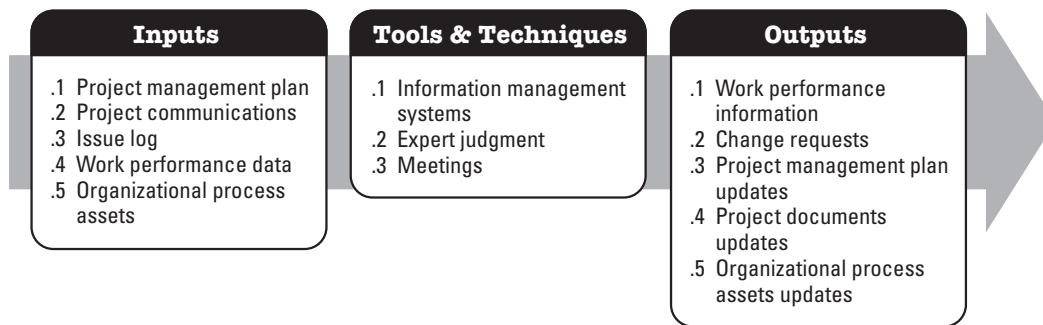 Inputs
.1 Project management plan
.2 Project communications
.3 Issue log
.4 Work performance data
.5 Organizational process
assets
Tools & Techniques
.1 Information management
systems
.2 Expert judgment
.3 Meetings
Outputs
.1 Work performance
information
.2 Change requests
.3 Project management plan
updates
.4 Project documents
updates
.5 Organizational process
assets updates